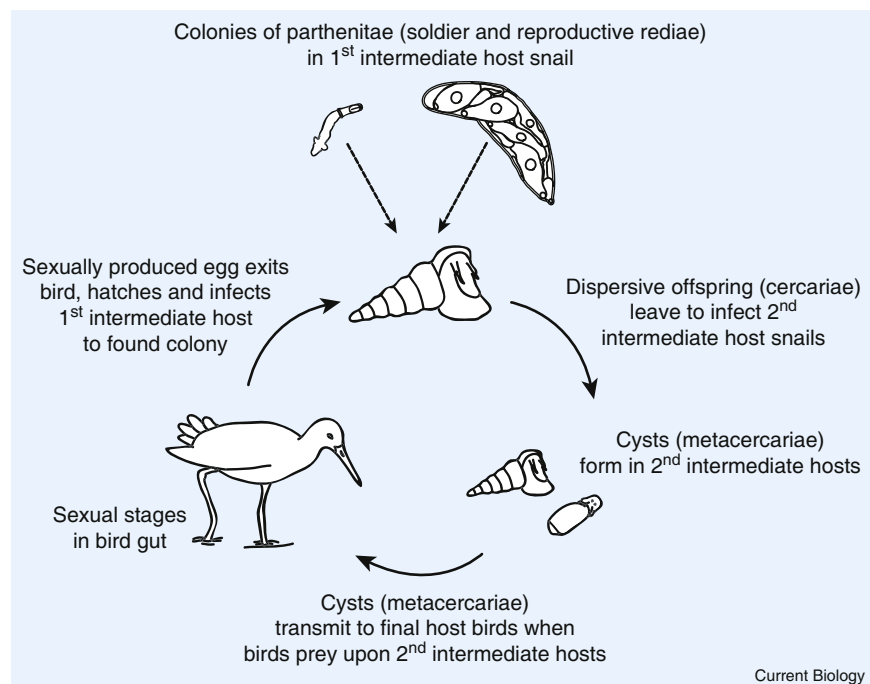 Colonies of parthenitae (soldier and reproductive rediae)
in 1st intermediate host snail
Sexually produced egg exits
bird, hatches and infects
1st intermediate host
to found colony
Dispersive offspring (cercariae)
leave to infect 2nd
intermediate host snails
Cysts (metacercariae)
form in 2nd intermediate hosts
Sexual stages
in bird gut
Cysts (metacercariae)
transmit to final host birds when
birds prey upon 2nd intermediate hosts
Current Biology